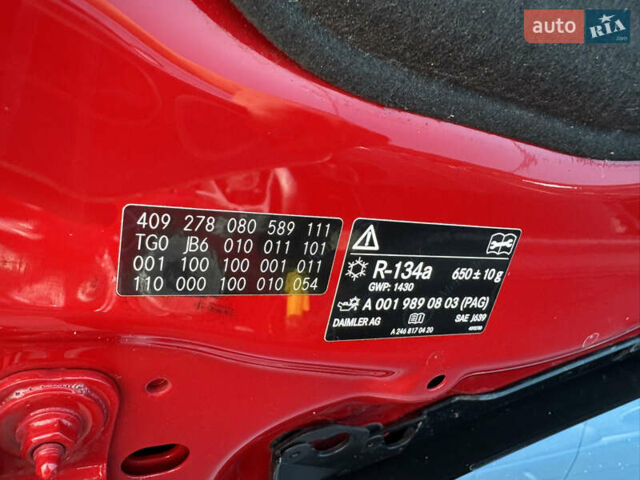 auto RIA .com
409 278 080 589 111
TG0 JB6 010 011 101
001 100 100 001 011
110 000 100 010 054
R-134a 650 ± 10 g
GWP: 1430
A 001 989 08 03 (PAG)
DAIMLER AG SAE J639
A 246 817 04 20